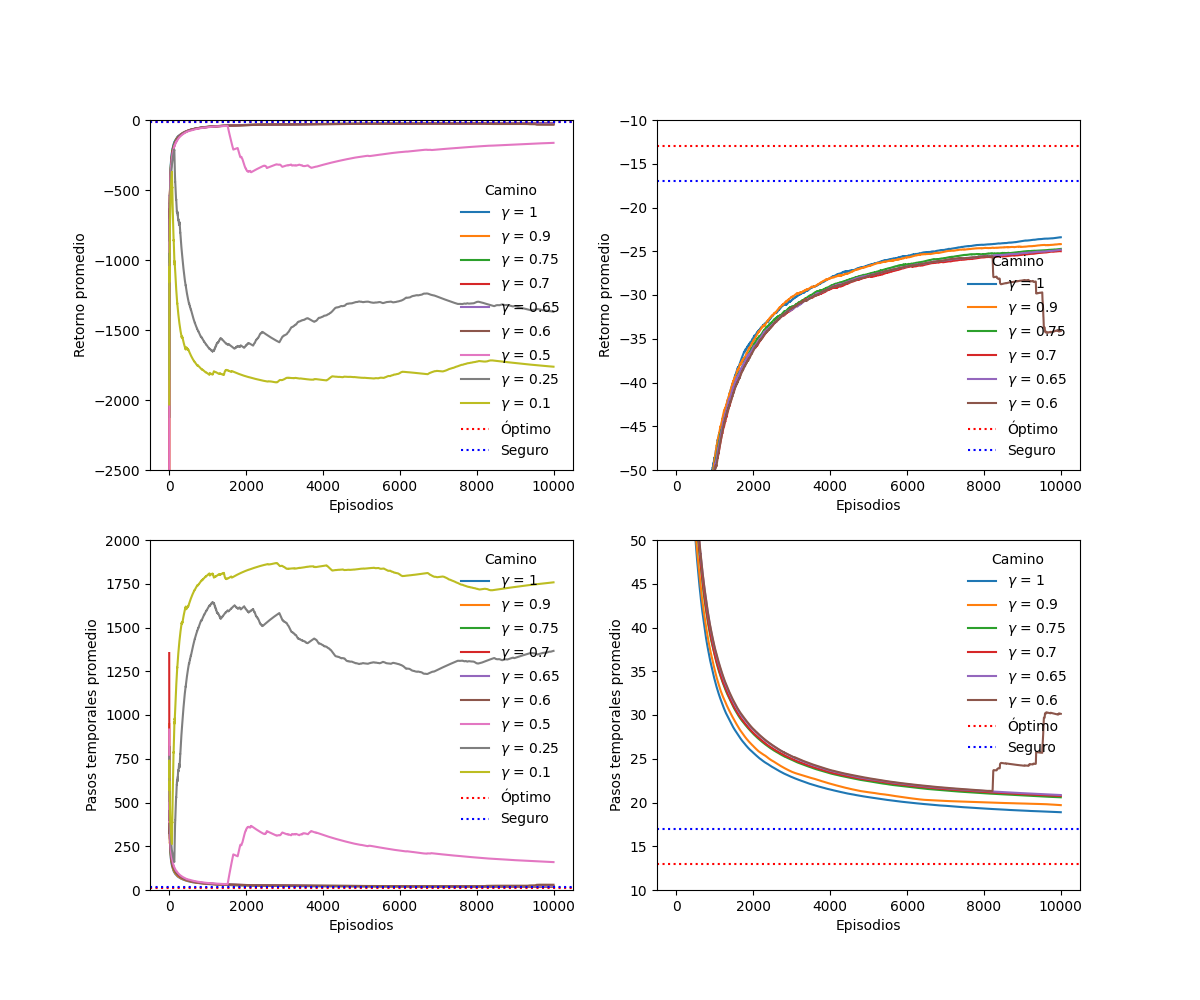 Retorno promedio
0
−500
−1000
−1500
−2000
−2500
0 2000 4000 6000 8000 10000
Episodios
Camino
γ = 1
γ = 0.9
γ = 0.75
γ = 0.7
γ = 0.65
γ = 0.6
γ = 0.5
γ = 0.25
γ = 0.1
Óptimo
Seguro
Retorno promedio
−10
−15
−20
−25
−30
−35
−40
−45
−50
0 2000 4000 6000 8000 10000
Episodios
Camino
γ = 1
γ = 0.9
γ = 0.75
γ = 0.7
γ = 0.65
γ = 0.6
Óptimo
Seguro
Pasos temporales promedio
2000
1750
1500
1250
1000
750
500
250
0
0 2000 4000 6000 8000 10000
Episodios
Camino
γ = 1
γ = 0.9
γ = 0.75
γ = 0.7
γ = 0.65
γ = 0.6
γ = 0.5
γ = 0.25
γ = 0.1
Óptimo
Seguro
Pasos temporales promedio
50
45
40
35
30
25
20
15
10
0 2000 4000 6000 8000 10000
Episodios
Camino
γ = 1
γ = 0.9
γ = 0.75
γ = 0.7
γ = 0.65
γ = 0.6
Óptimo
Seguro